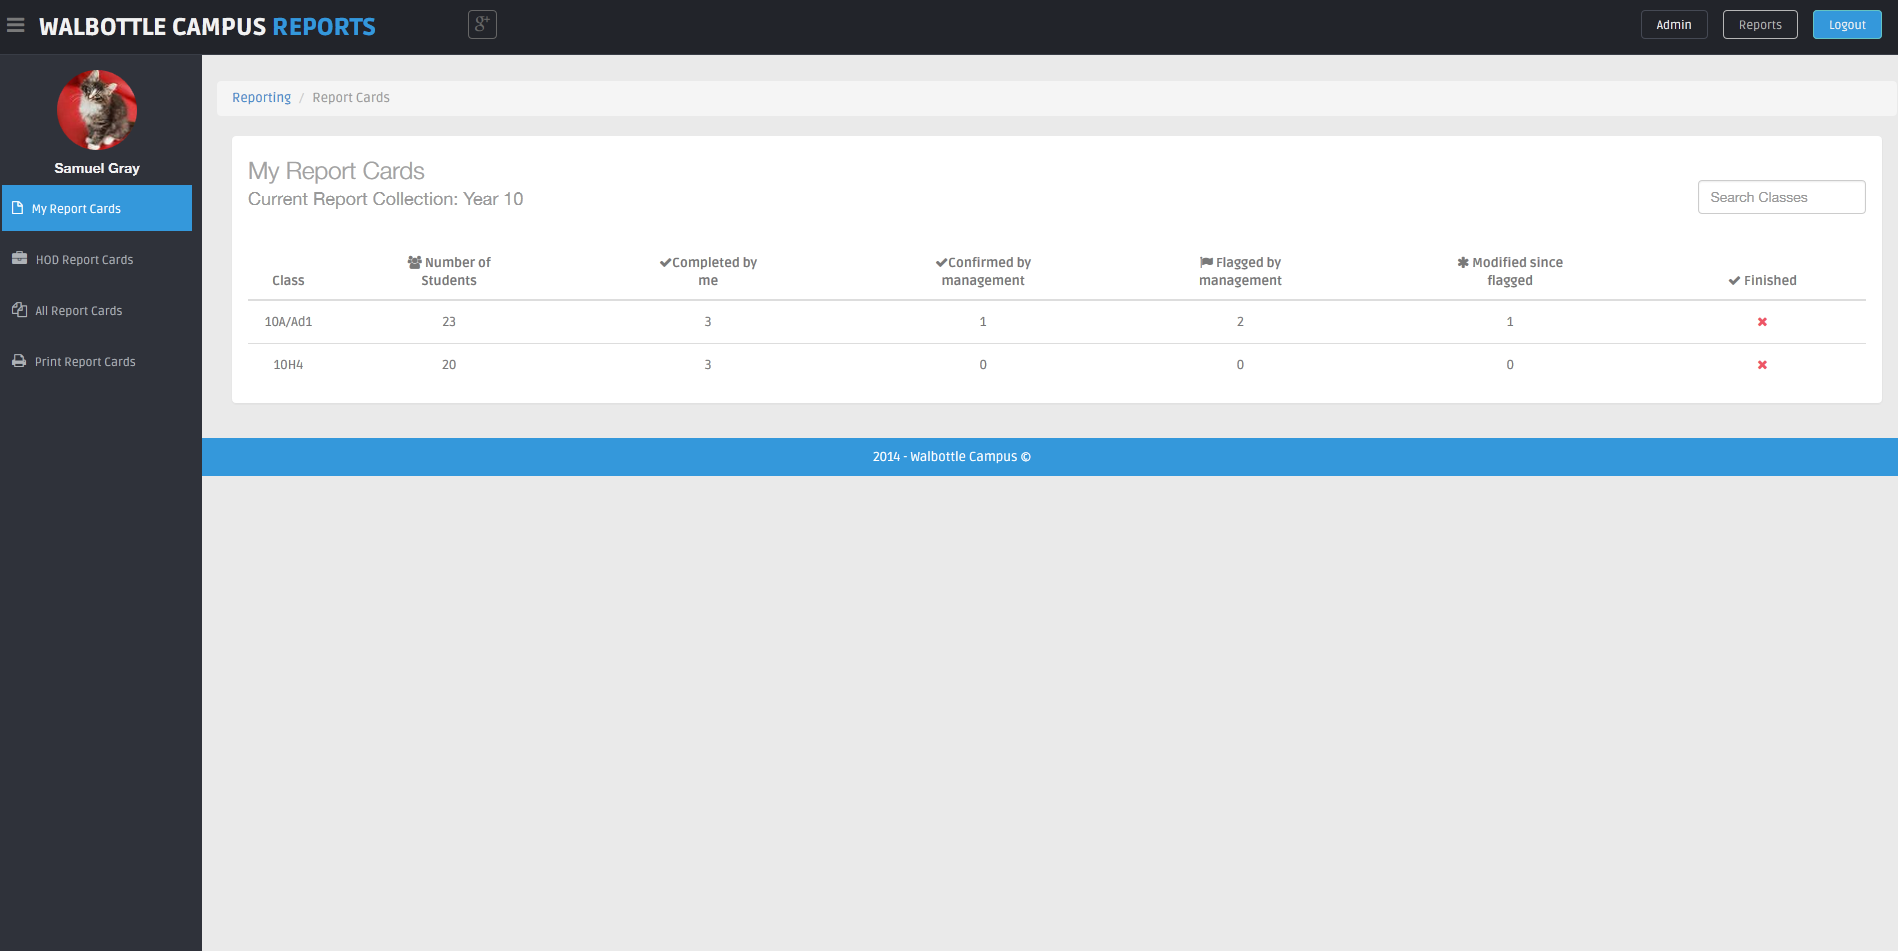 WALBOTTLE CAMPUS REPORTS
g+
Admin
Reports
Logout
Samuel Gray
My Report Cards
HOD Report Cards
All Report Cards
Print Report Cards
Reporting / Report Cards
My Report Cards
Current Report Collection: Year 10
Search Classes
Class
Number of
Students
Completed by
me
Confirmed by
management
Flagged by
management
Modified since
flagged
Finished
10A/Ad1 23 3 1 2 1
10H4 20 3 0 0 0
2014 - Walbottle Campus ©